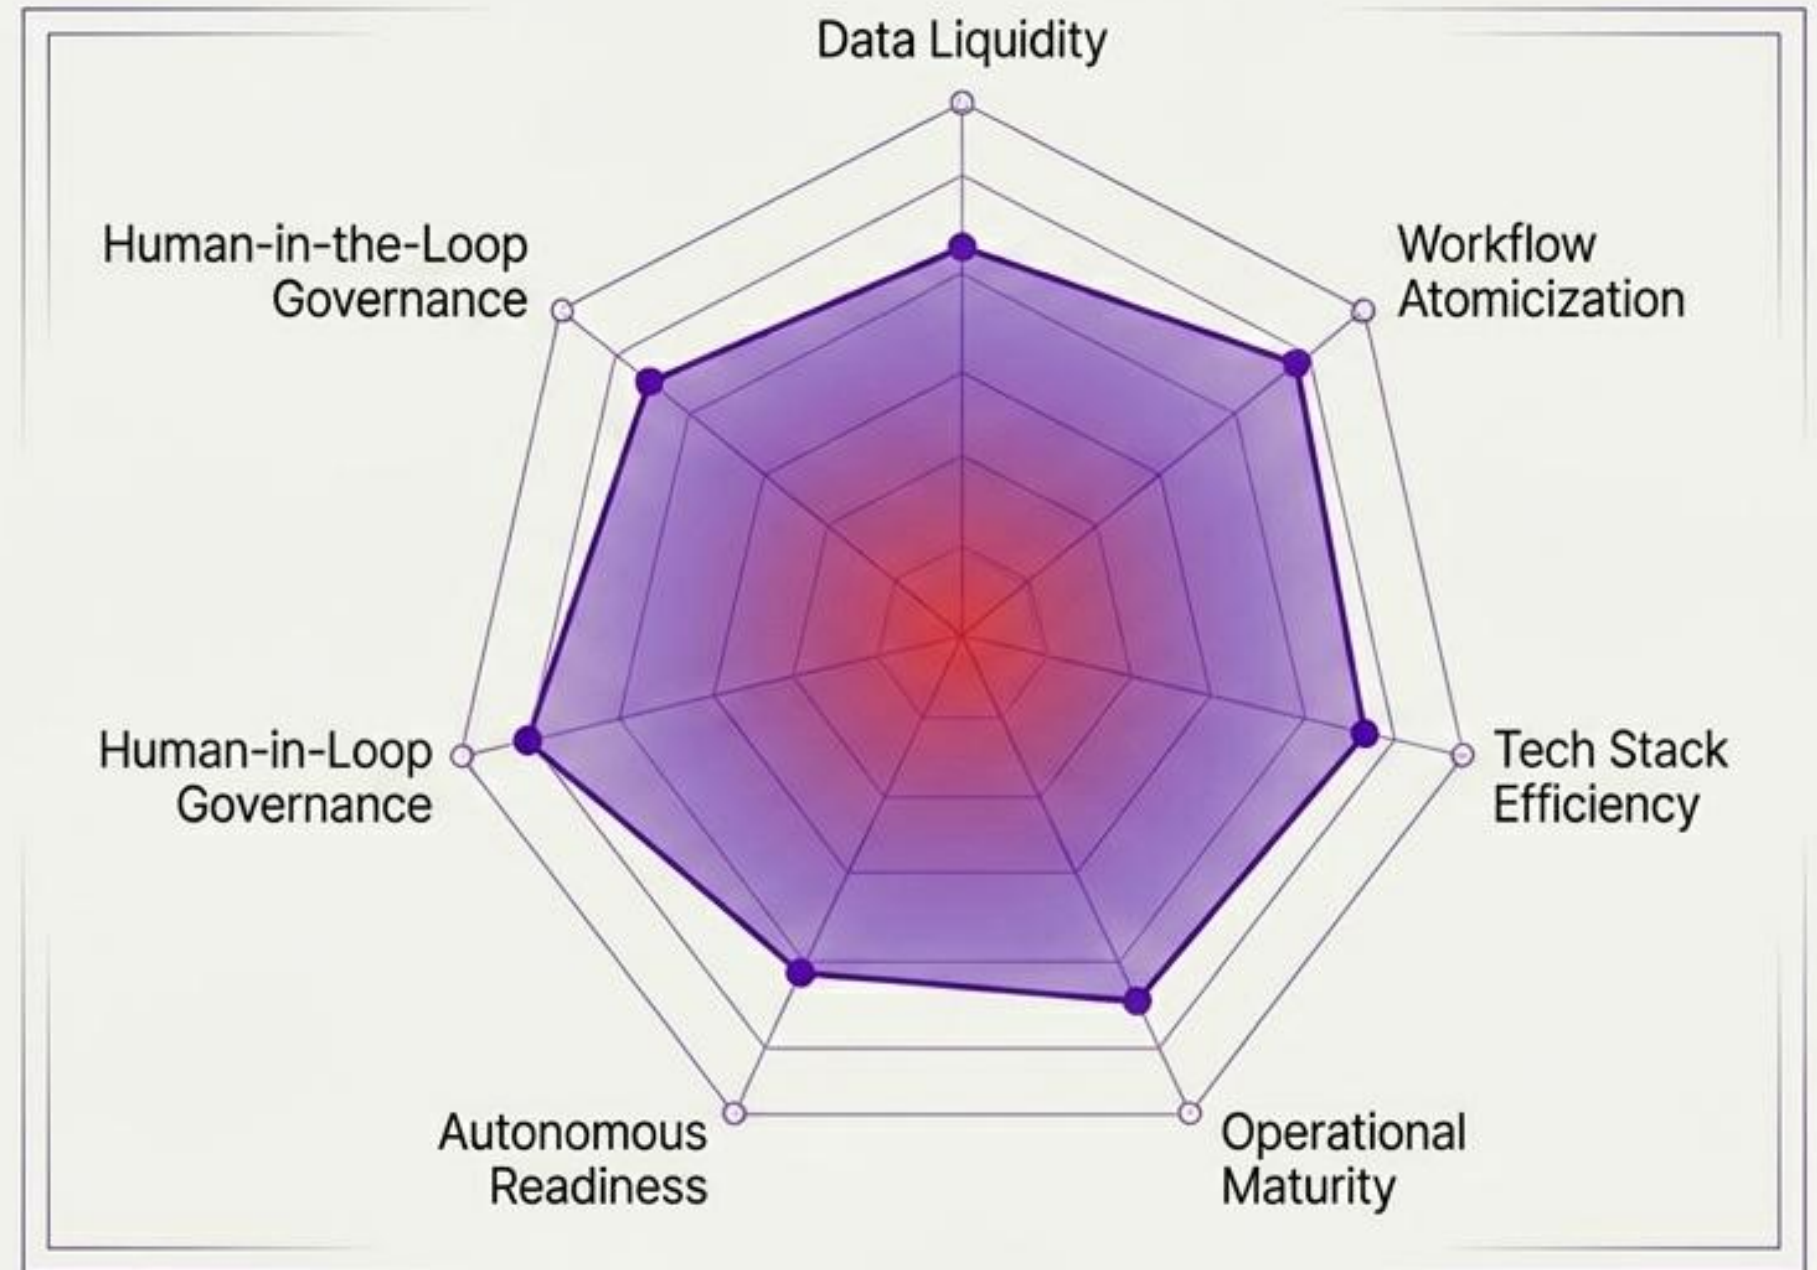 Data Liquidity
Workflow
Atomicization
Tech Stack
Efficiency
Operational
Maturity
Autonomous
Readiness
Human-in-Loop
Governance
Human-in-the-Loop
Governance